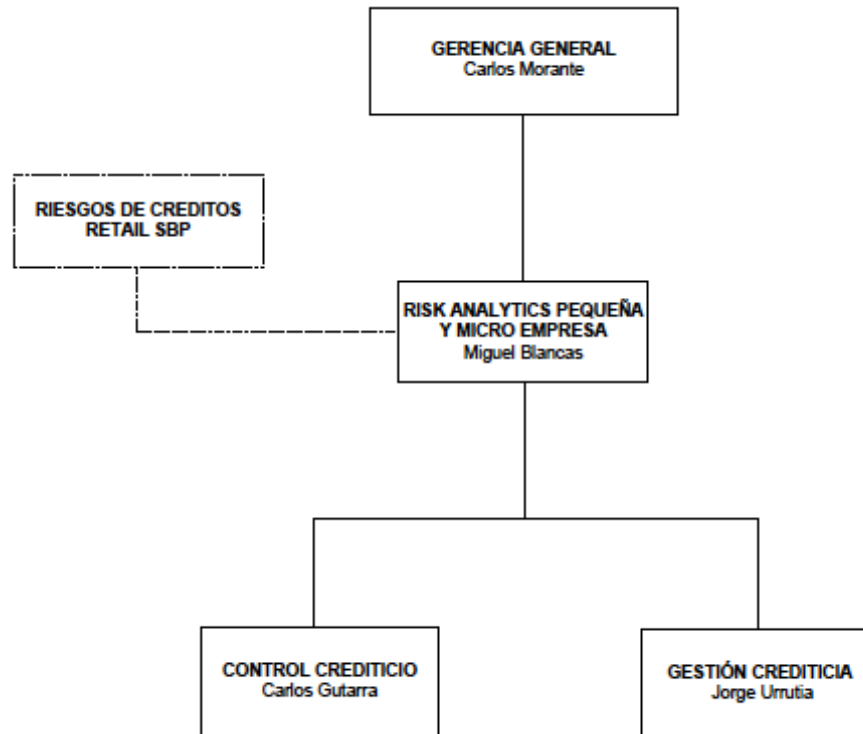 GERENCIA GENERAL
Carlos Morante
RIESGOS DE CREDITOS
RETAIL SBP
RISK ANALYTICS PEQUEÑA
Y MICRO EMPRESA
Miguel Blancas
CONTROL CREDITICIO
Carlos Gutarra
GESTIÓN CREDITICIA
Jorge Urrutia